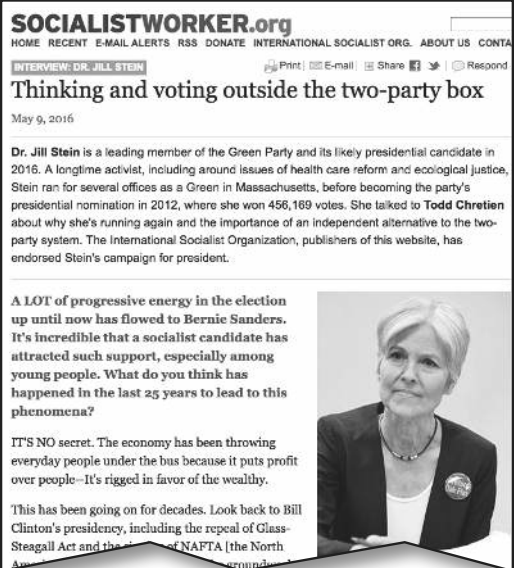 SOCIALISTWORKER.org
HOME RECENT E-MAIL ALERTS RSS DONATE INTERNATIONAL SOCIALIST ORG. ABOUT US CONTA
INTERVIEW: DR. JILL STEIN
Print E-mail Share Respond
Thinking and voting outside the two-party box
May 9, 2016
Dr. Jill Stein is a leading member of the Green Party and its likely presidential candidate in
2016. A longtime activist, including around issues of health care reform and ecological justice,
Stein ran for several offices as a Green in Massachusetts, before becoming the party's
presidential nomination in 2012, where she won 456,169 votes. She talked to Todd Chretien
about why she's running again and the importance of an independent alternative to the two-
party system. The International Socialist Organization, publishers of this website, has
endorsed Stein's campaign for president.
A LOT of progressive energy in the election
up until now has flowed to Bernie Sanders.
It's incredible that a socialist candidate has
attracted such support, especially among
young people. What do you think has
happened in the last 25 years to lead to this
phenomena?
IT'S NO secret. The economy has been throwing
everyday people under the bus because it puts profit
over people—It's rigged in favor of the wealthy.
This has been going on for decades. Look back to Bill
Clinton's presidency, including the repeal of Glass-
Steagall Act and the of NAFTA [the North